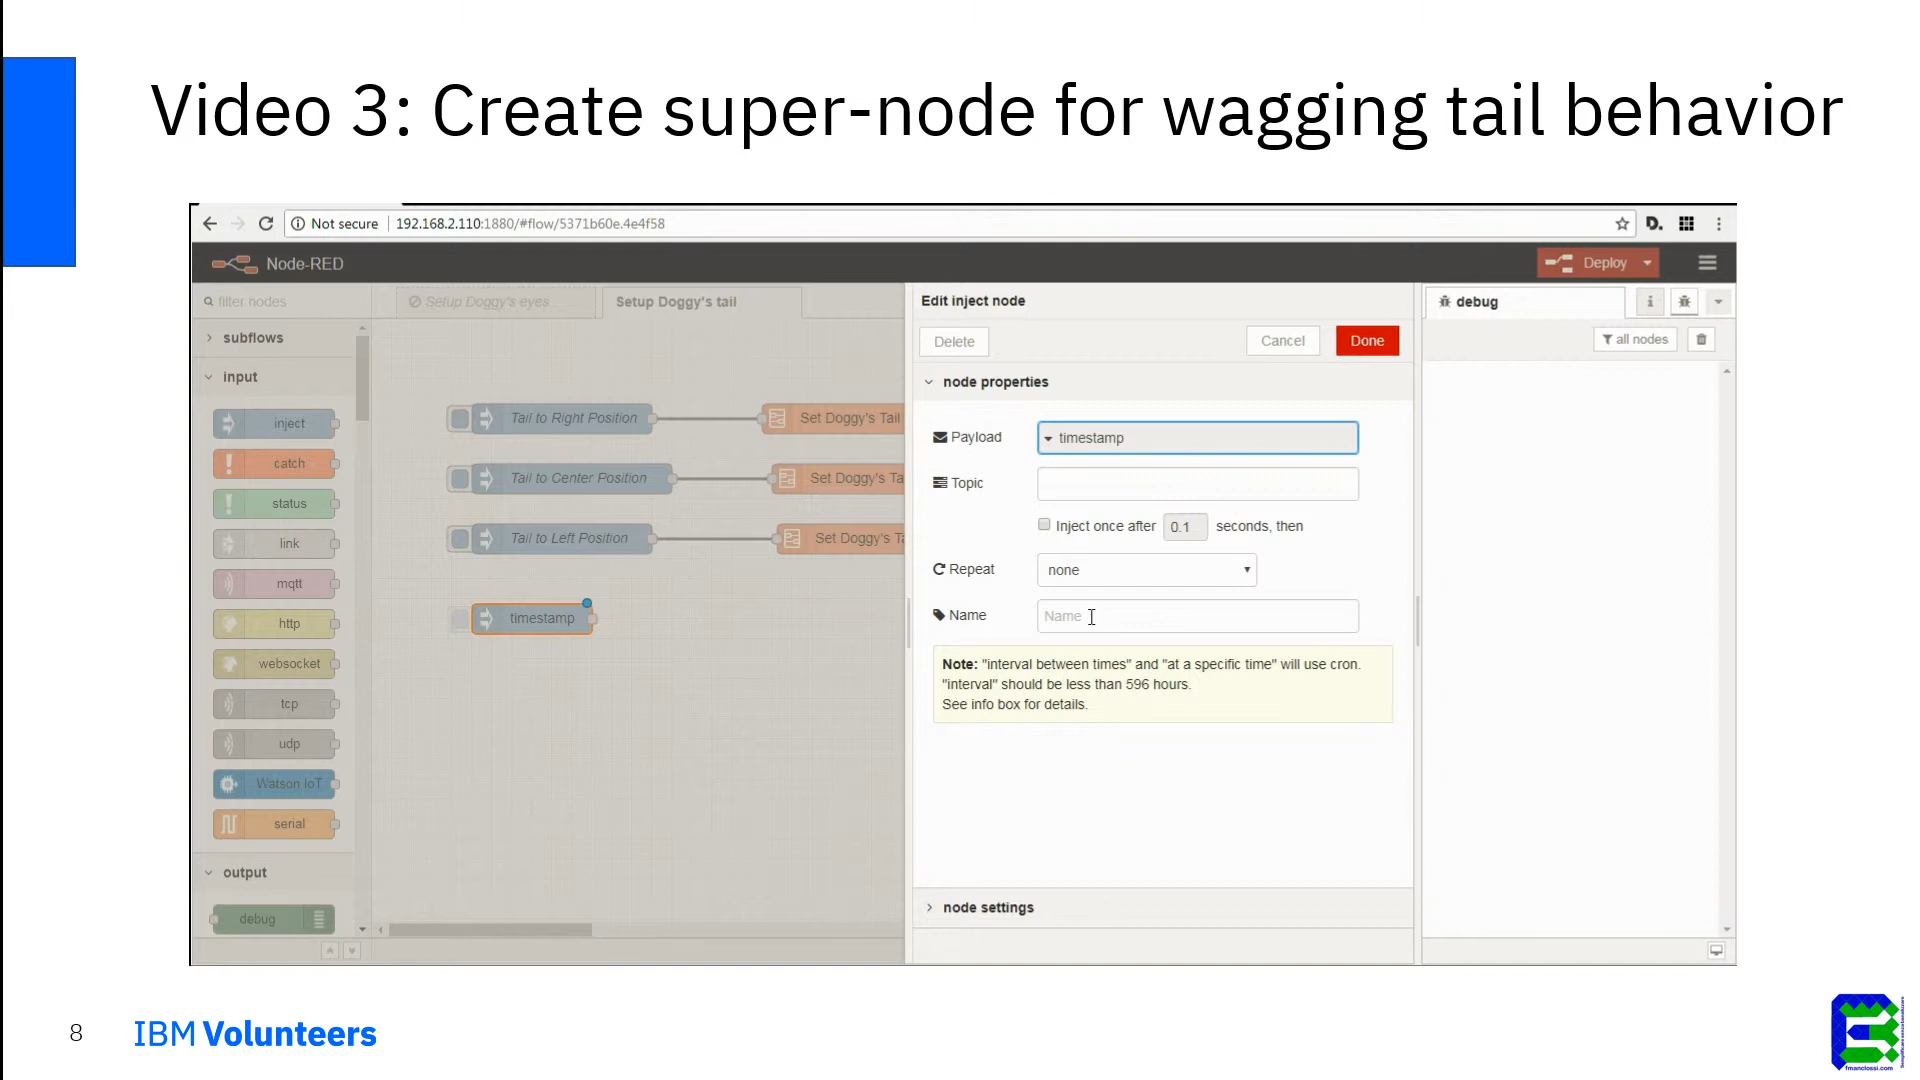 Video 3: Create super-node for wagging tail behavior
Not secure 192.168.2.110:1880/#flow/5371b60e.4e4f58
D.
Node-RED
Deploy
filter nodes
Setup Doggy's eyes...
Setup Doggy's tail
Edit inject node
debug
i
subflows
Delete
Cancel
Done
all nodes
input
node properties
inject
catch
status
link
mqtt
http
websocket
tcp
udp
Watson IoT
serial
output
debug
Tail to Right Position
Set Doggy's Tail
Tail to Center Position
Set Doggy's Ta
Tail to Left Position
Set Doggy's Ta
timestamp
Payload
timestamp
Topic
Inject once after 0.1 seconds, then
Repeat none
Name Name
Note: "interval between times" and "at a specific time" will use cron.
"interval" should be less than 596 hours.
See info box for details.
node settings
8
IBM Volunteers
fmanclossi.com